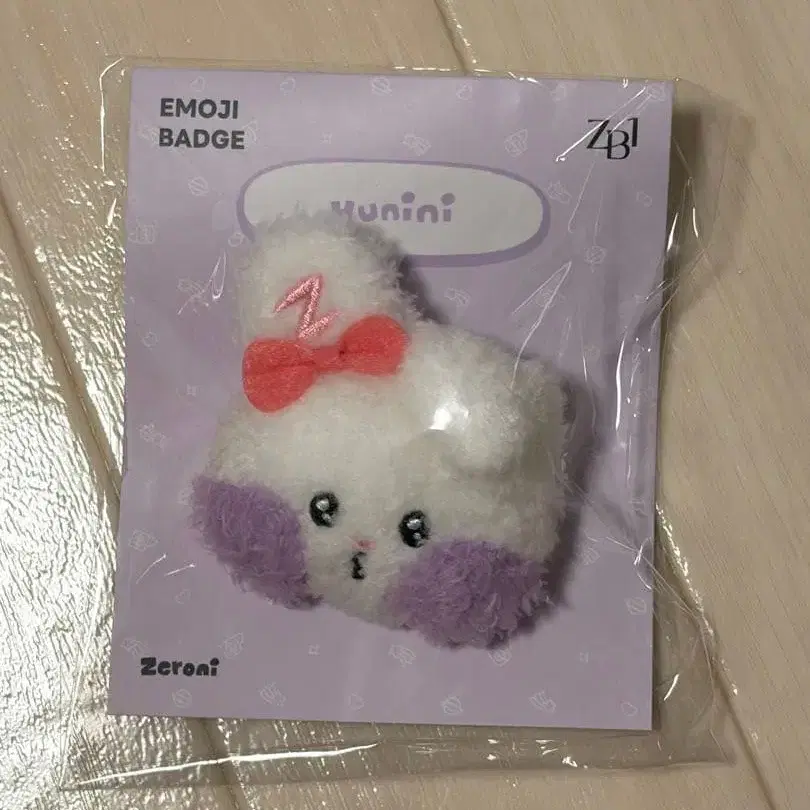 EMOJI
BADGE
ZB1
Yunini
Z
Zeroni